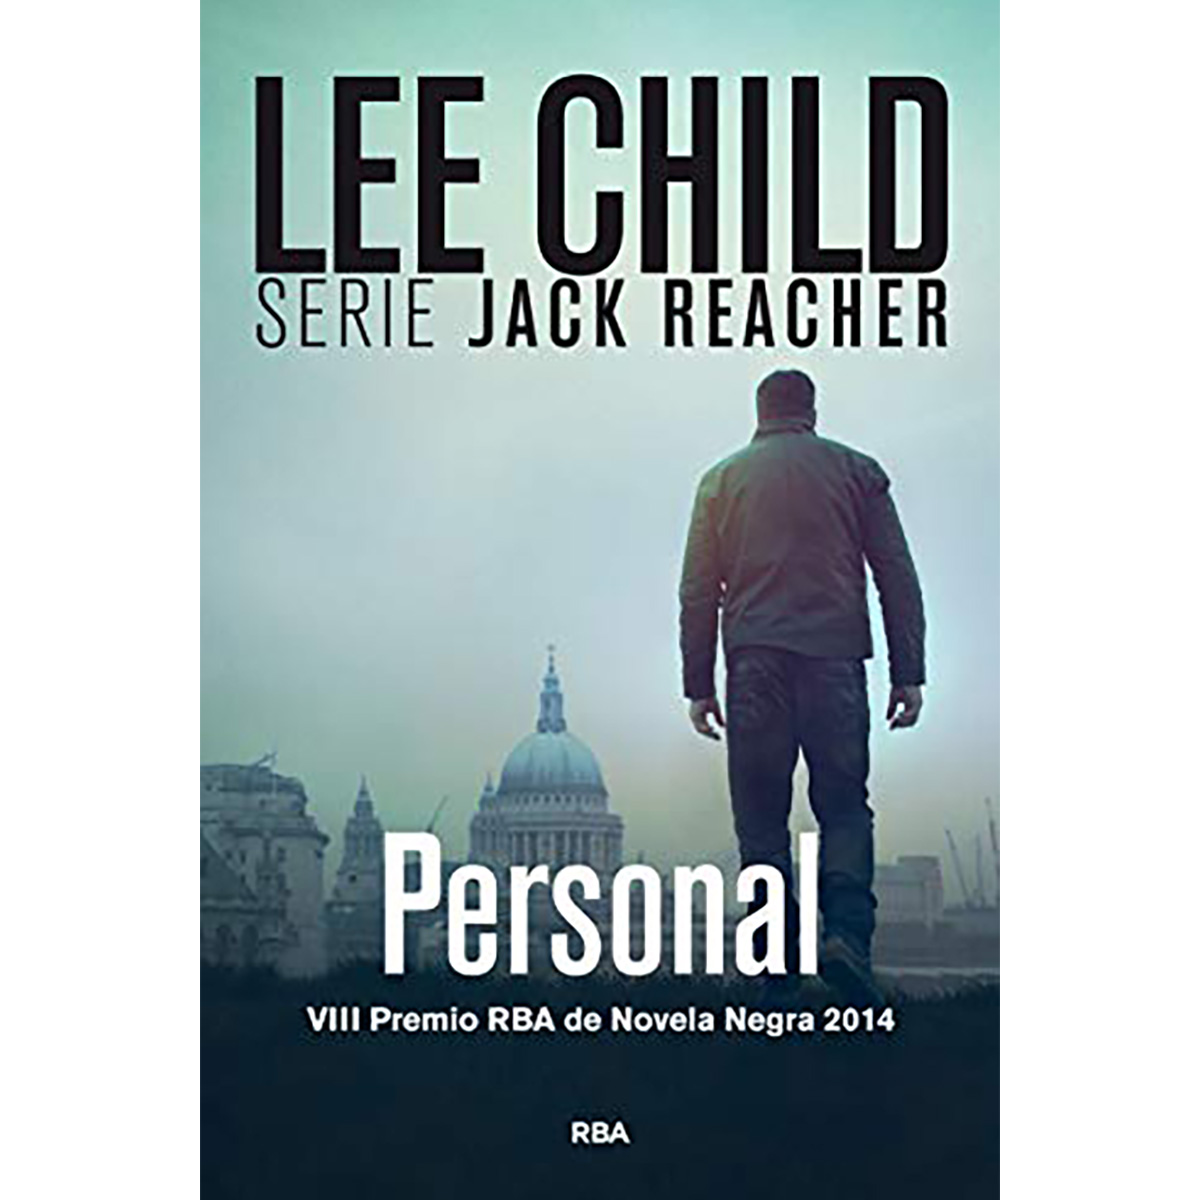 LEE CHILD
SERIE JACK REACHER
Personal
VIII Premio RBA de Novela Negra 2014
RBA